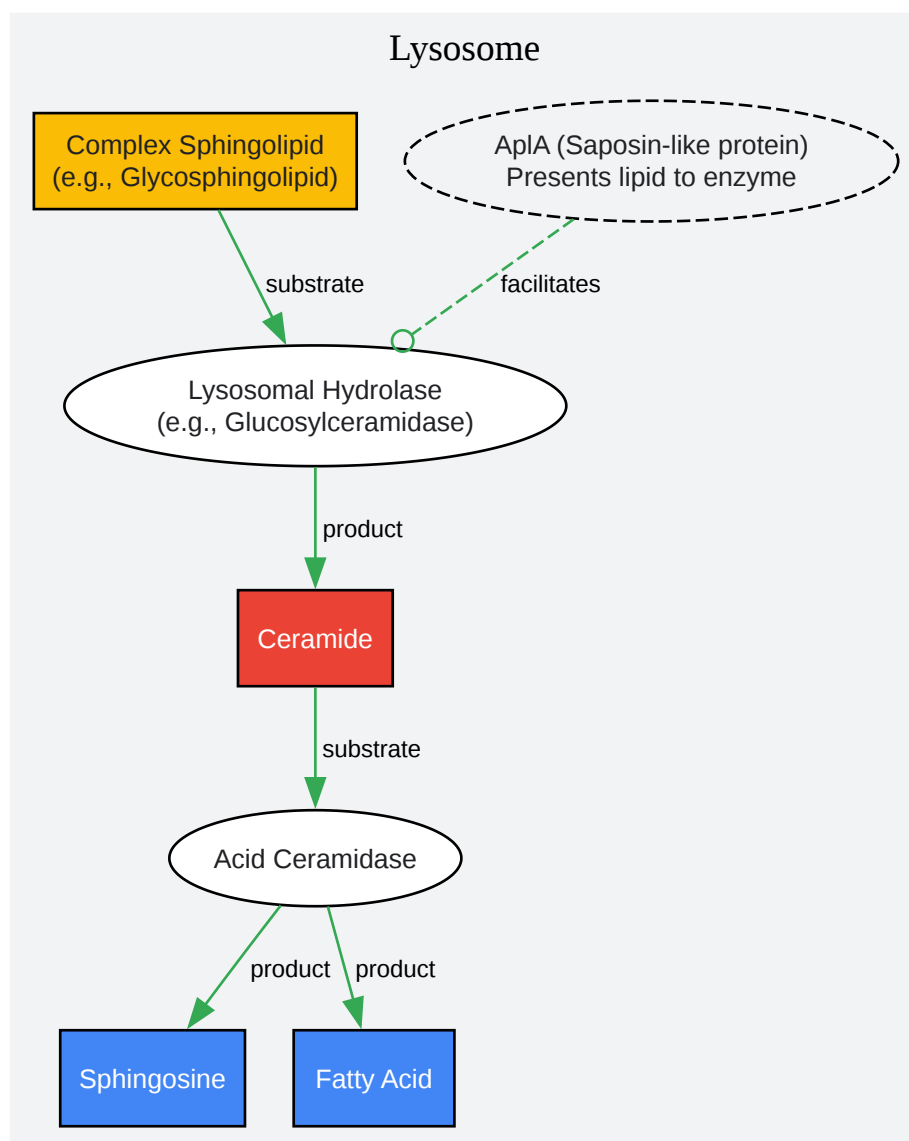 Lysosome
Complex Sphingolipid
(e.g., Glycosphingolipid)
AplA (Saposin-like protein)
Presents lipid to enzyme
substrate
facilitates
Lysosomal Hydrolase
(e.g., Glucosylceramidase)
product
Ceramide
substrate
Acid Ceramidase
product
product
Sphingosine
Fatty Acid